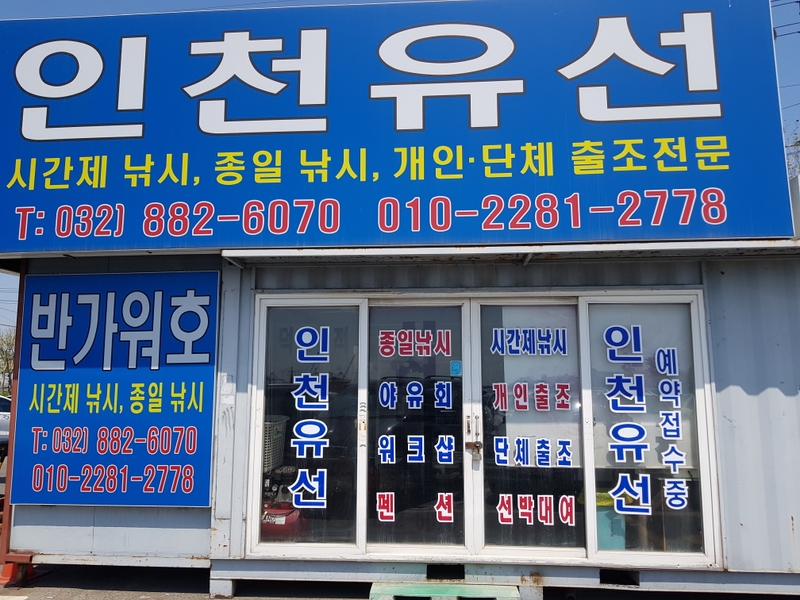 인천유선
시간제 낚시, 종일 낚시, 개인·단체 출조전문
T: 032) 882-6070 010-2281-2778
반가워호
시간제 낚시, 종일 낚시
T: 032) 882-6070
010-2281-2778
인천유선
종일낚시
야유회
워크샵
펜션
시간제낚시
개인출조
단체출조
선박대여
인천유선
예약접수중